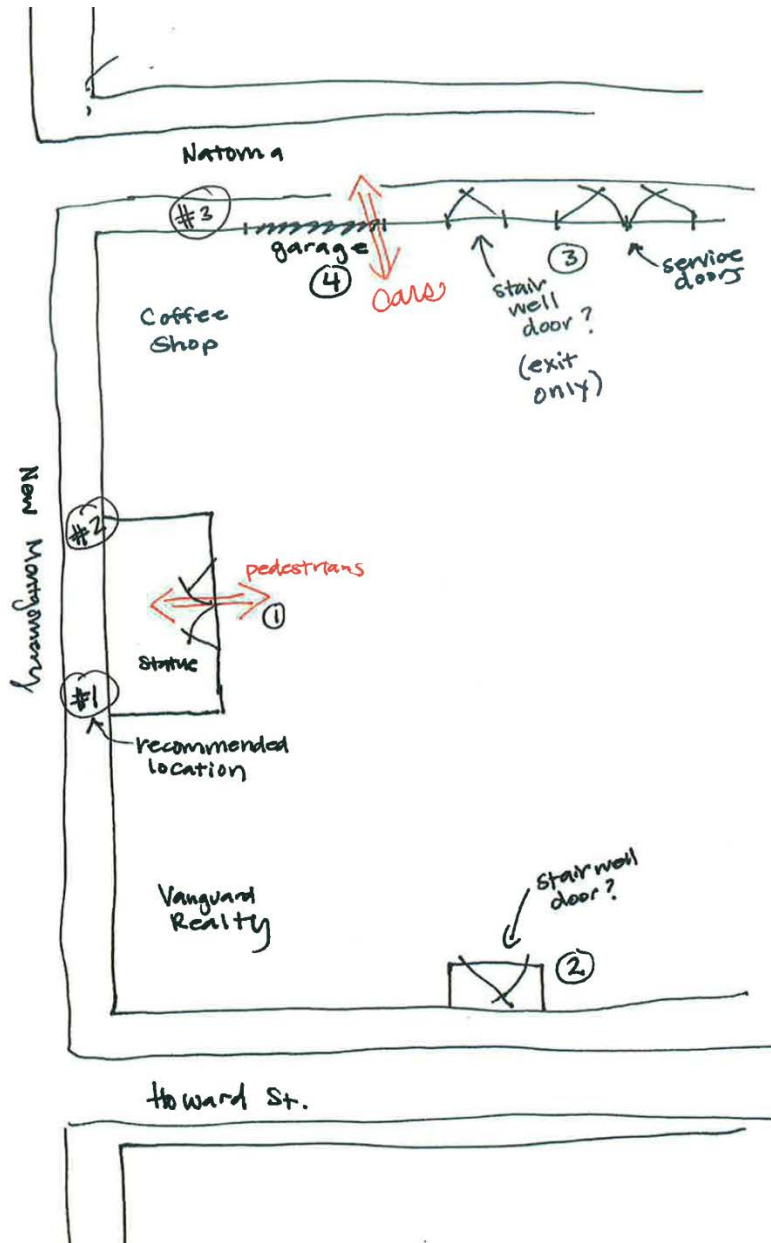 Natoma
#3
garage
④
cars
stair
well
door?
(exit
only)
③
service
doors
Coffee
Shop
New Montgomery
#2
pedestrians
①
Statue
#1
recommended
location
Vanguard
Realty
stairwell
door?
②
Howard St.